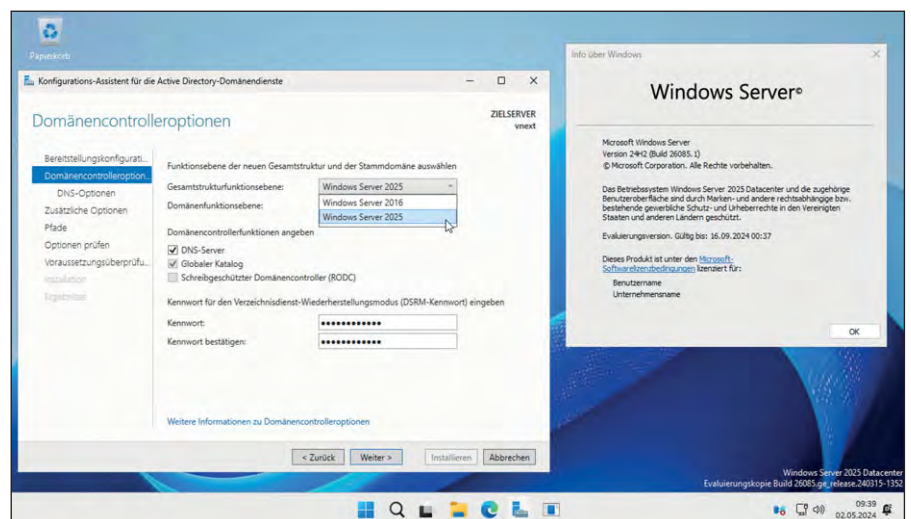 Papierkorb
Konfigurations-Assistent für die Active Directory-Domänendienste
Domänencontrolleroptionen
ZIELSERVER
vnext
Bereitstellungskonfigurati...
Domänencontrolleroption...
DNS-Optionen
Zusätzliche Optionen
Pfade
Optionen prüfen
Voraussetzungsüberprüfu...
Installation
Ergebnisse
Funktionsebene der neuen Gesamtstruktur und der Stammdomäne auswählen
Gesamtstrukturfunktionsebene: Windows Server 2025
Windows Server 2016
Domänenfunktionsebene: Windows Server 2025
Domänencontrollerfunktionen angeben
DNS-Server
Globaler Katalog
Schreibgeschützter Domänencontroller (RODC)
Kennwort für den Verzeichnisdienst-Wiederherstellungsmodus (DSRM-Kennwort) eingeben
Kennwort: ••••••••••••
Kennwort bestätigen: ••••••••••••
Weitere Informationen zu Domänencontrolleroptionen
< Zurück Weiter > Installieren Abbrechen
Info über Windows
Windows Server©
Microsoft Windows Server
Version 24H2 (Build 26085.1)
© Microsoft Corporation. Alle Rechte vorbehalten.
Das Betriebssystem Windows Server 2025 Datacenter und die zugehörige
Benutzeroberfläche sind durch Marken- und andere rechtsabhängige bzw.
bestehende gewerbliche Schutz- und Urheberrechte in den Vereinigten
Staaten und anderen Ländern geschützt.
Evaluierungsversion. Gültig bis: 16.09.2024 00:37
Dieses Produkt ist unter den Microsoft-
Softwarelizenzbedingungen lizenziert für:
Benutzername
Unternehmensname
OK
Windows Server 2025 Datacenter
Evaluierungskopie Build 26085.ge_release.240315-1352
09:39
02.05.2024